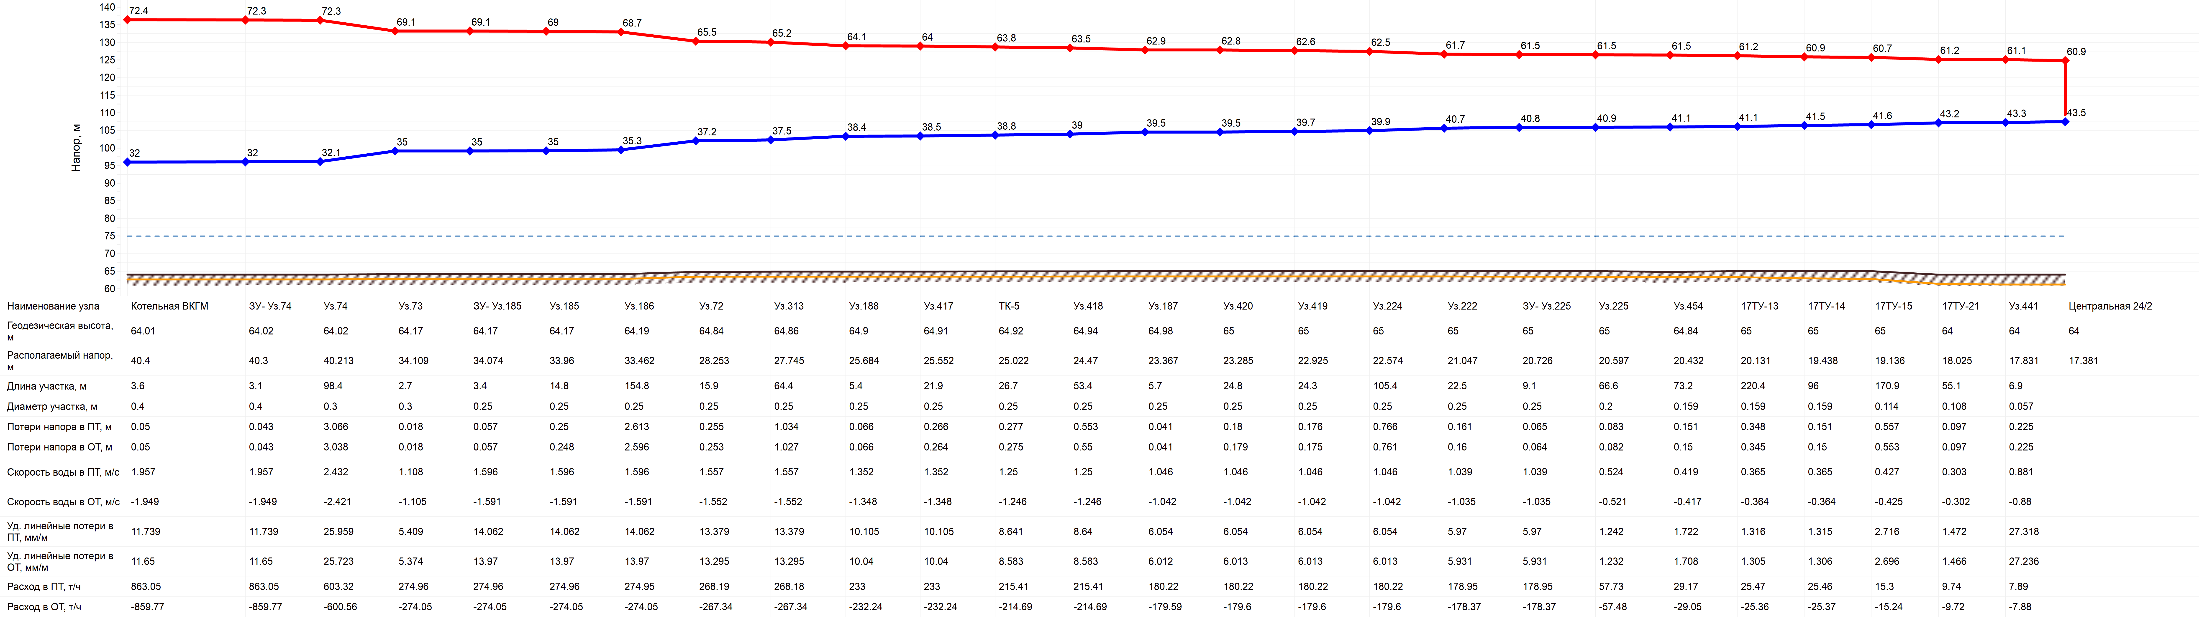 140
135
130
125
120
115
110
105
100
95
90
85
80
75
70
65
60
Напор, м
72.4 72.3 72.3 69.1 69.1 69 68.7 65.5 65.2 64.1 64 63.8 63.5 62.9 62.8 62.6 62.5 61.7 61.5 61.5 61.5 61.2 60.9 60.7 61.2 61.1 60.9
32 32 32.1 35 35 35 35.3 37.2 37.5 38.4 38.5 38.8 39 39.5 39.5 39.7 39.9 40.7 40.8 40.9 41.1 41.1 41.5 41.6 43.2 43.3 43.5
Наименование узла Котельная ВКГМ ЗУ- Уз.74 Уз.74 Уз.73 ЗУ- Уз.185 Уз.185 Уз.186 Уз.72 Уз.313 Уз.188 Уз.417 ТК-5 Уз.418 Уз.187 Уз.420 Уз.419 Уз.224 Уз.222 ЗУ- Уз.225 Уз.225 Уз.454 17ТУ-13 17ТУ-14 17ТУ-15 17ТУ-21 Уз.441 Центральная 24/2
Геодезическая высота,
м 64.01 64.02 64.02 64.17 64.17 64.17 64.19 64.84 64.86 64.9 64.91 64.92 64.94 64.98 65 65 65 65 65 65 64.84 65 65 65 64 64 64
Располагаемый напор,
м 40.4 40.3 40.213 34.109 34.074 33.96 33.462 28.253 27.745 25.684 25.552 25.022 24.47 23.367 23.285 22.925 22.574 21.047 20.726 20.597 20.432 20.131 19.438 19.136 18.025 17.831 17.381
Длина участка, м 3.6 3.1 98.4 2.7 3.4 14.8 154.8 15.9 64.4 5.4 21.9 26.7 53.4 5.7 24.8 24.3 105.4 22.5 9.1 66.6 73.2 220.4 96 170.9 55.1 6.9
Диаметр участка, м 0.4 0.4 0.3 0.3 0.25 0.25 0.25 0.25 0.25 0.25 0.25 0.25 0.25 0.25 0.25 0.25 0.25 0.25 0.25 0.2 0.159 0.159 0.159 0.114 0.108 0.057
Потери напора в ПТ, м 0.05 0.043 3.066 0.018 0.057 0.25 2.613 0.255 1.034 0.066 0.266 0.277 0.553 0.041 0.18 0.176 0.766 0.161 0.065 0.083 0.151 0.348 0.151 0.557 0.097 0.225
Потери напора в ОТ, м 0.05 0.043 3.038 0.018 0.057 0.248 2.596 0.253 1.027 0.066 0.264 0.275 0.55 0.041 0.179 0.175 0.761 0.16 0.064 0.082 0.15 0.345 0.15 0.553 0.097 0.225
Скорость воды в ПТ, м/с 1.957 1.957 2.432 1.108 1.596 1.596 1.596 1.557 1.557 1.352 1.352 1.25 1.25 1.046 1.046 1.046 1.046 1.039 1.039 0.524 0.419 0.365 0.365 0.427 0.303 0.881
Скорость воды в ОТ, м/с -1.949 -1.949 -2.421 -1.105 -1.591 -1.591 -1.591 -1.552 -1.552 -1.348 -1.348 -1.246 -1.246 -1.042 -1.042 -1.042 -1.042 -1.035 -1.035 -0.521 -0.417 -0.364 -0.364 -0.425 -0.302 -0.88
Уд. линейные потери в
ПТ, мм/м 11.739 11.739 25.959 5.409 14.062 14.062 14.062 13.379 13.379 10.105 10.105 8.641 8.64 6.054 6.054 6.054 6.054 5.97 5.97 1.242 1.722 1.316 1.315 2.716 1.472 27.318
Уд. линейные потери в
ОТ, мм/м 11.65 11.65 25.723 5.374 13.97 13.97 13.97 13.295 13.295 10.04 10.04 8.583 8.583 6.012 6.013 6.013 6.013 5.931 5.931 1.232 1.708 1.305 1.306 2.696 1.466 27.236
Расход в ПТ, т/ч 863.05 863.05 603.32 274.96 274.96 274.96 274.95 268.19 268.18 233 233 215.41 215.41 180.22 180.22 180.22 180.22 178.95 178.95 57.73 29.17 25.47 25.46 15.3 9.74 7.89
Расход в ОТ, т/ч -859.77 -859.77 -600.56 -274.05 -274.05 -274.05 -274.05 -267.34 -267.34 -232.24 -232.24 -214.69 -214.69 -179.59 -179.6 -179.6 -179.6 -178.37 -178.37 -57.48 -29.05 -25.36 -25.37 -15.24 -9.72 -7.88